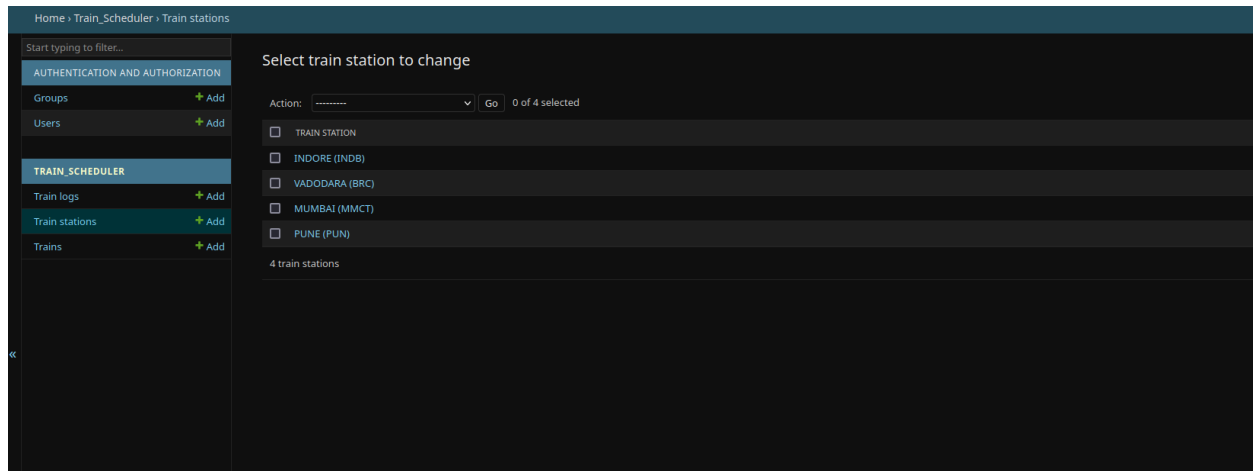 Home › Train_Scheduler › Train stations
Start typing to filter...
AUTHENTICATION AND AUTHORIZATION
Groups + Add
Users + Add
TRAIN_SCHEDULER
Train logs + Add
Train stations + Add
Trains + Add
«
Select train station to change
Action: --------- Go 0 of 4 selected
TRAIN STATION
INDORE (INDB)
VADODARA (BRC)
MUMBAI (MMCT)
PUNE (PUN)
4 train stations